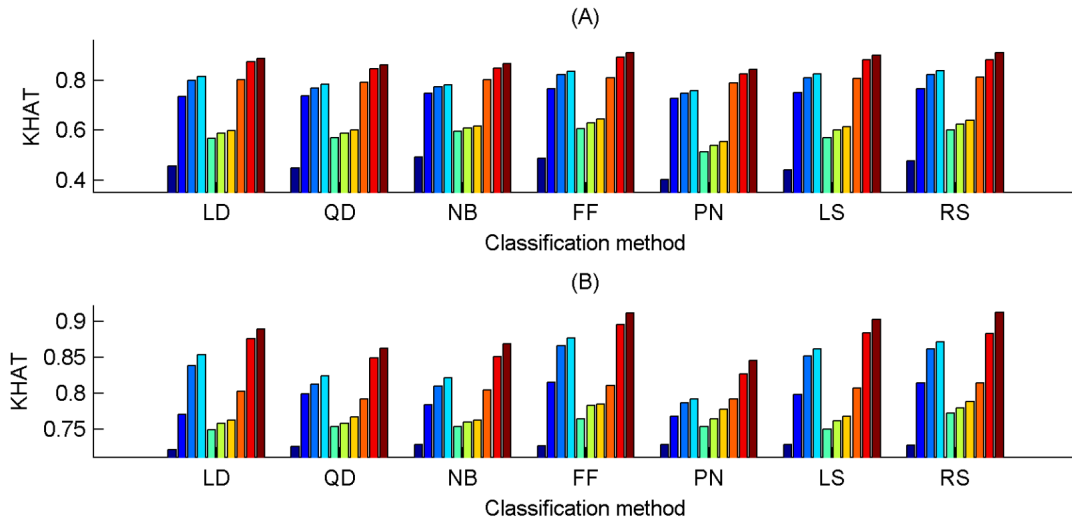 (A)
KHAT
0.8
0.6
0.4
LD QD NB FF PN LS RS
Classification method
(B)
KHAT
0.9
0.85
0.8
0.75
LD QD NB FF PN LS RS
Classification method